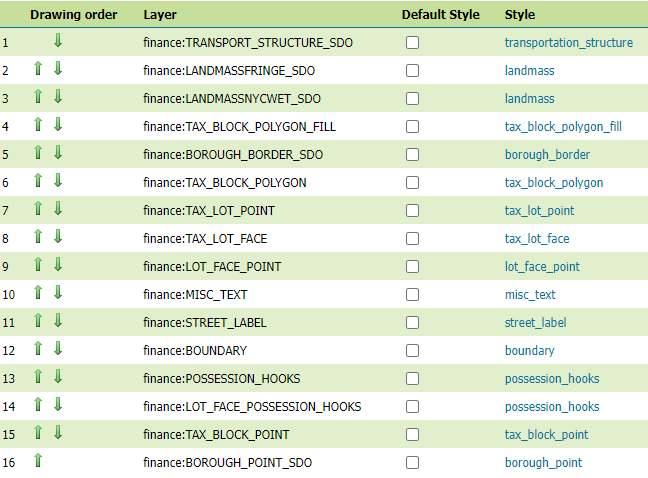 Drawing order Layer Default Style Style
1 finance:TRANSPORT_STRUCTURE_SDO transportation_structure
2 finance:LANDMASSFRINGE_SDO landmass
3 finance:LANDMASSNYCWET_SDO landmass
4 finance:TAX_BLOCK_POLYGON_FILL tax_block_polygon_fill
5 finance:BOROUGH_BORDER_SDO borough_border
6 finance:TAX_BLOCK_POLYGON tax_block_polygon
7 finance:TAX_LOT_POINT tax_lot_point
8 finance:TAX_LOT_FACE tax_lot_face
9 finance:LOT_FACE_POINT lot_face_point
10 finance:MISC_TEXT misc_text
11 finance:STREET_LABEL street_label
12 finance:BOUNDARY boundary
13 finance:POSSESSION_HOOKS possession_hooks
14 finance:LOT_FACE_POSSESSION_HOOKS possession_hooks
15 finance:TAX_BLOCK_POINT tax_block_point
16 finance:BOROUGH_POINT_SDO borough_point